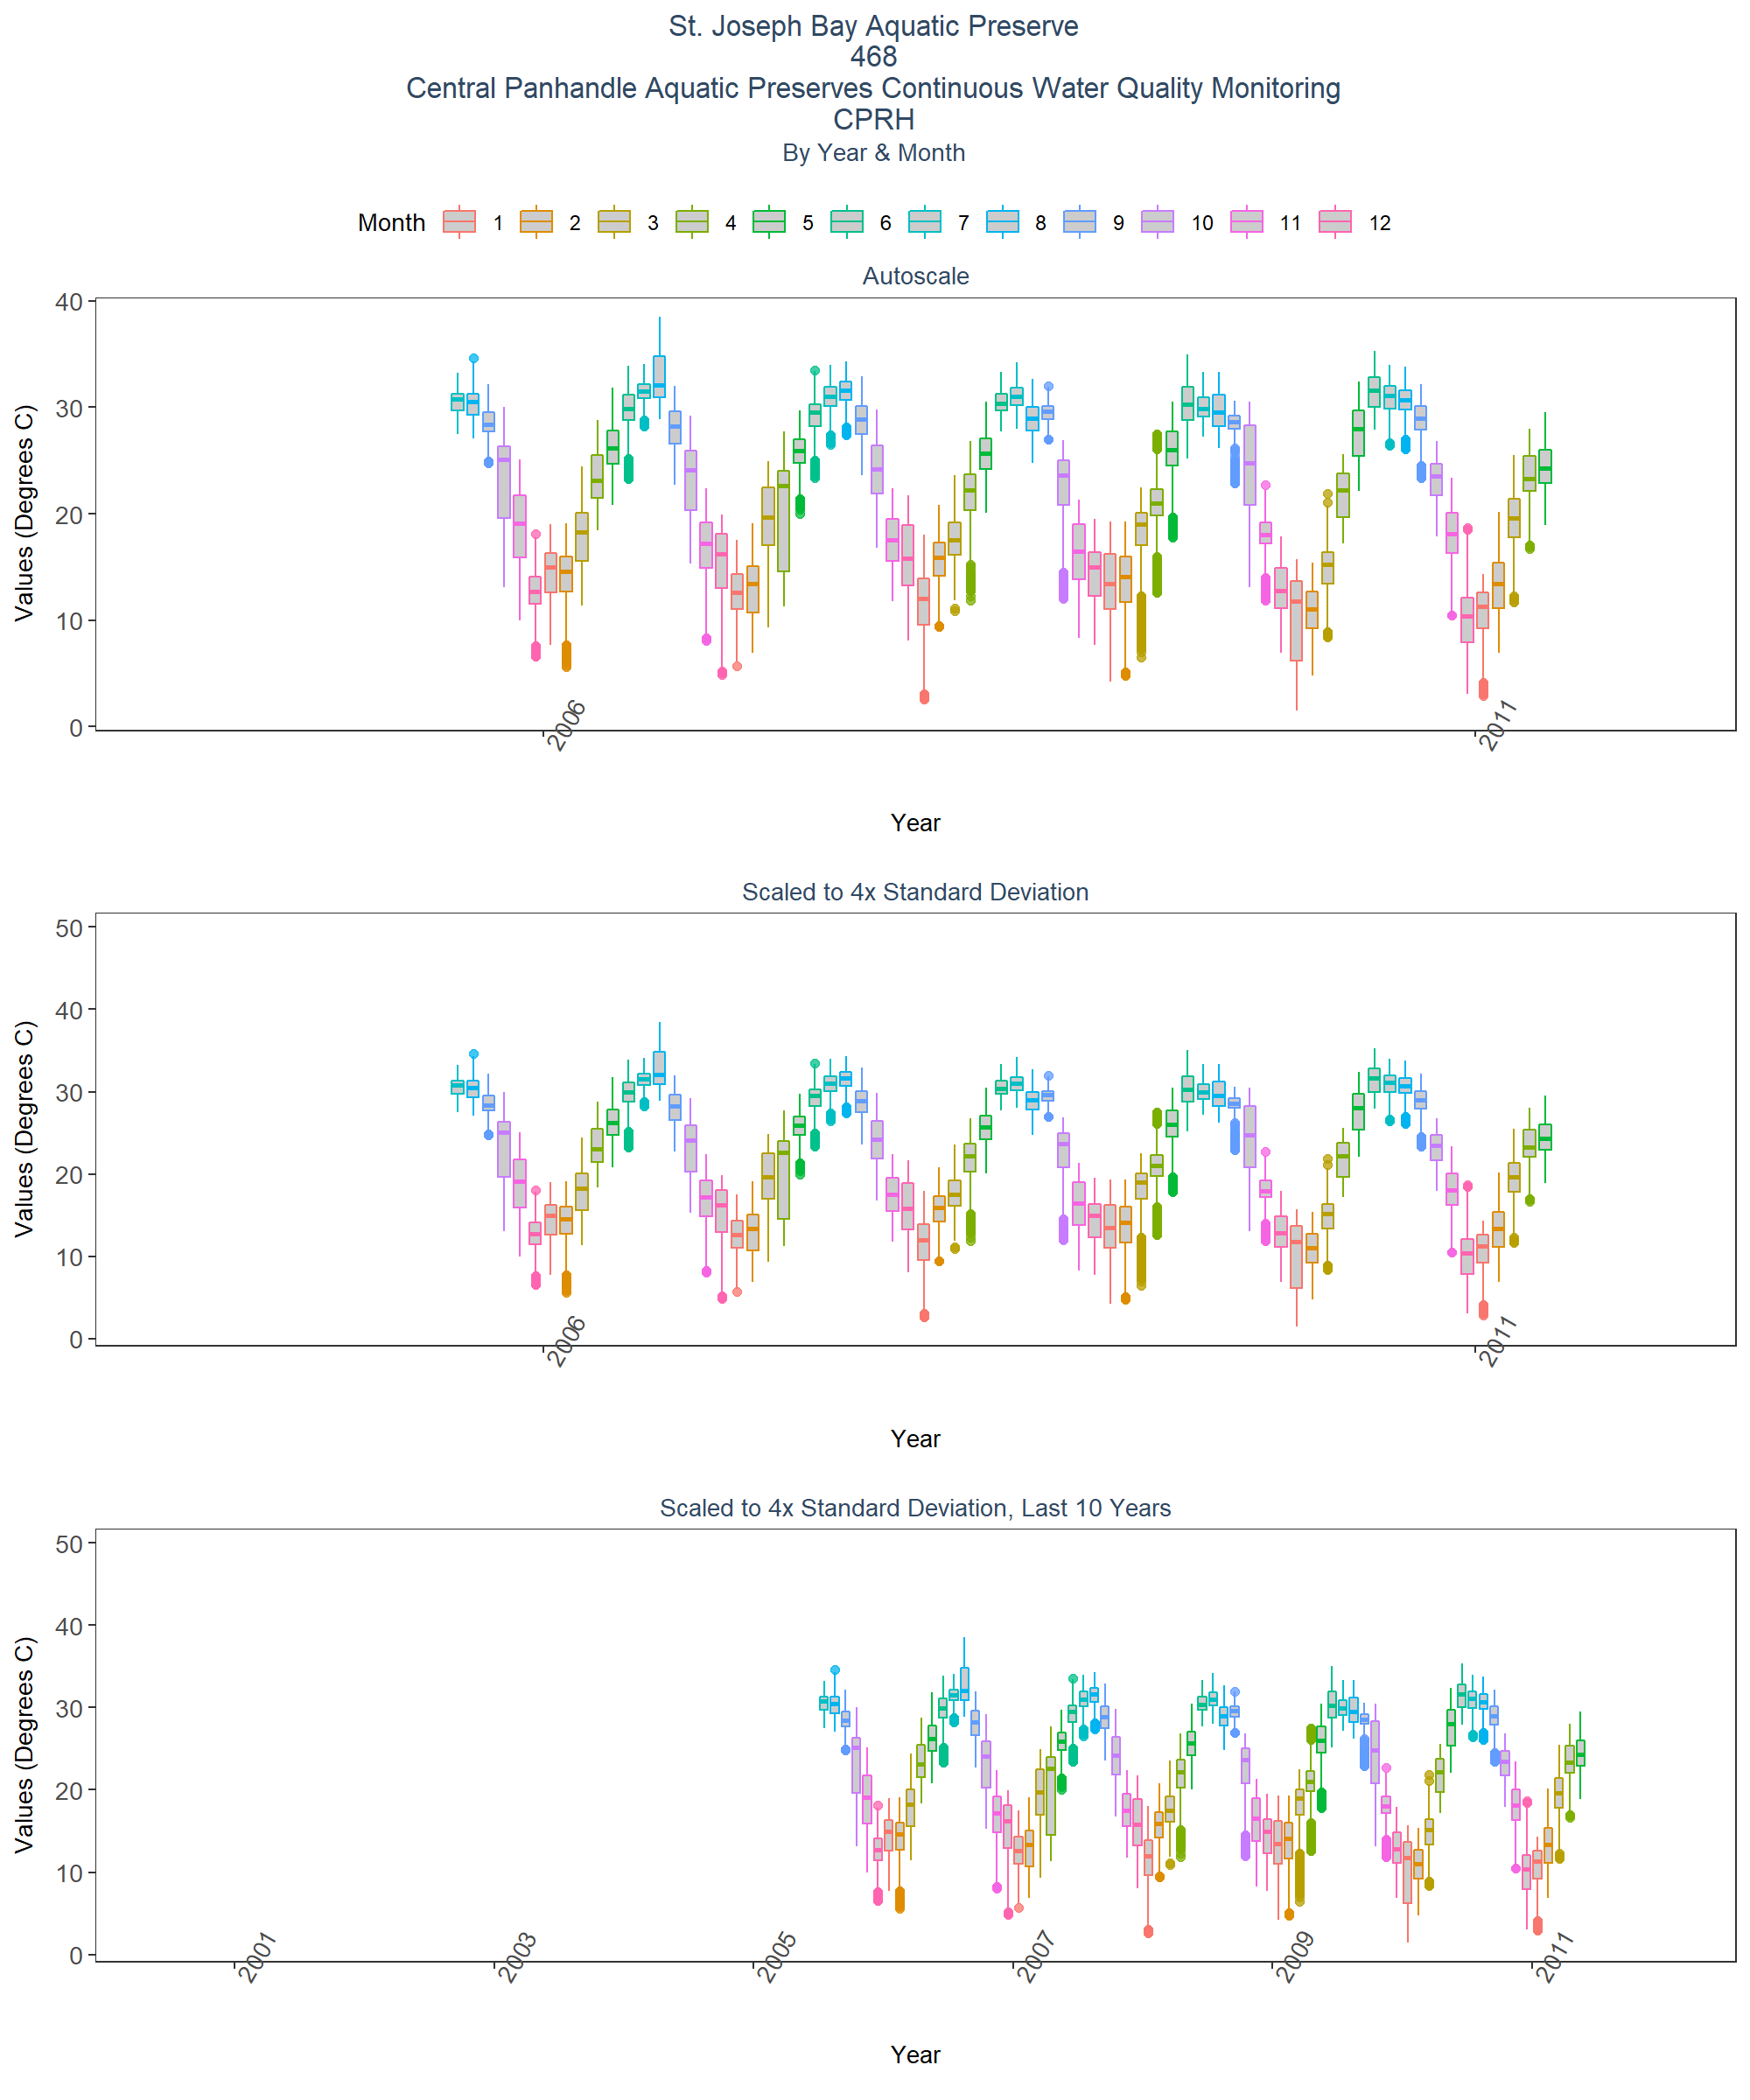 St. Joseph Bay Aquatic Preserve
468
Central Panhandle Aquatic Preserves Continuous Water Quality Monitoring
CPRH
By Year & Month
Month 1 2 3 4 5 6 7 8 9 10 11 12
Autoscale
Values (Degrees C)
40
30
20
10
0
2006 2011
Year
Scaled to 4x Standard Deviation
Values (Degrees C)
50
40
30
20
10
0
2006 2011
Year
Scaled to 4x Standard Deviation, Last 10 Years
Values (Degrees C)
50
40
30
20
10
0
2001 2003 2005 2007 2009 2011
Year